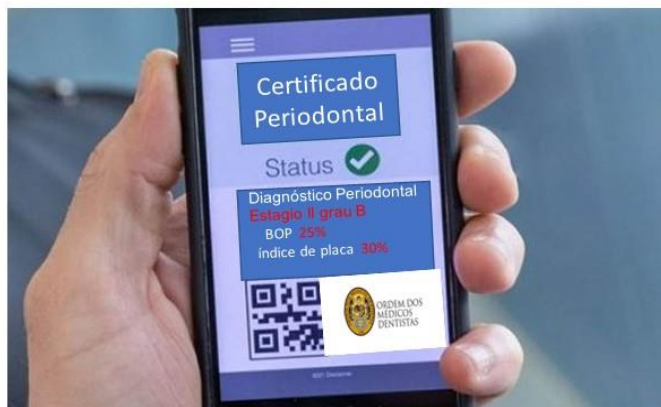 Certificado
Periodontal
Status
Diagnóstico Periodontal
Estagio II grau B
BOP 25%
índice de placa 30%
ORDEM DOS
MÉDICOS
DENTISTAS